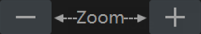 − ◄--Zoom--► +